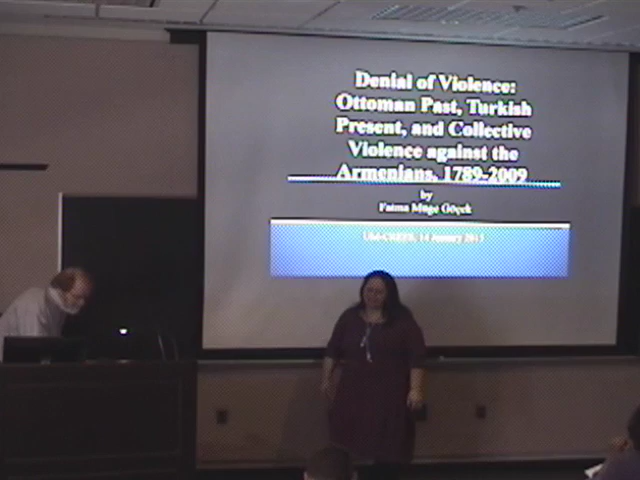 Denial of Violence:
Ottoman Past, Turkish
Present, and Collective
Violence against the
Armenians, 1789-2009
by
Fatma Muge Göçek
14 January